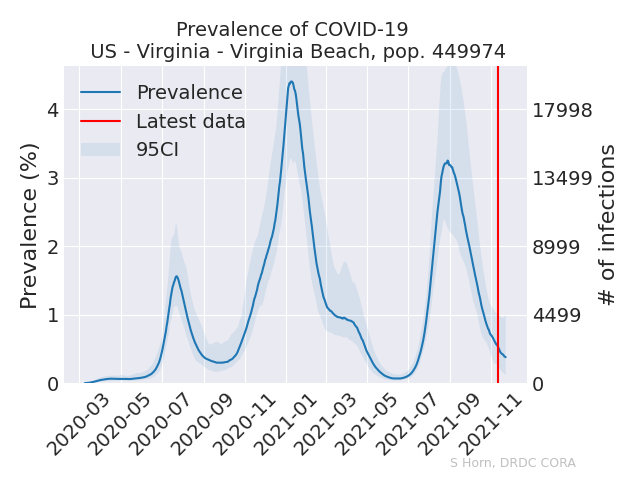 Prevalence of COVID-19
US - Virginia - Virginia Beach, pop. 449974
Prevalence
Latest data
95CI
Prevalence (%)
4
3
2
1
0
17998
13499
8999
4499
0
# of infections
2020-03
2020-05
2020-07
2020-09
2020-11
2021-01
2021-03
2021-05
2021-07
2021-09
2021-11
S Horn, DRDC CORA